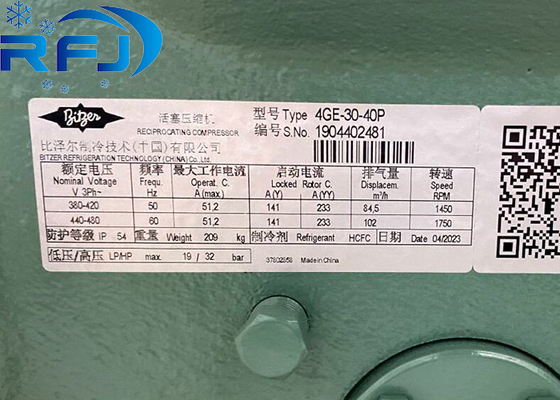 RFJ
Bitzer
活塞压缩机
RECIPROCATING COMPRESSOR
型号 Type 4GE-30-40P
编号 S.No. 1904402481
比泽尔制冷技术(中国)有限公司
BITZER REFRIGERATION TECHNOLOGY (CHINA) Co. Ltd.
额定电压 频率 最大工作电流 启动电流 排气量 转速
Nominal Voltage Frequ. Operat. C. Locked Rotor C. Displacem. Speed
V 3Ph~ Hz A (max.) A(Y) A(YY) m³/h RPM
380-420 50 51,2 141 233 84,5 1450
440-480 60 51,2 141 233 102 1750
防护等级 IP 54 重量 Weight 209 kg 制冷剂 Refrigerant HCFC 日期 Date 04/2023
低压/高压 LP/HP max. 19 / 32 bar 37802858 Made in China